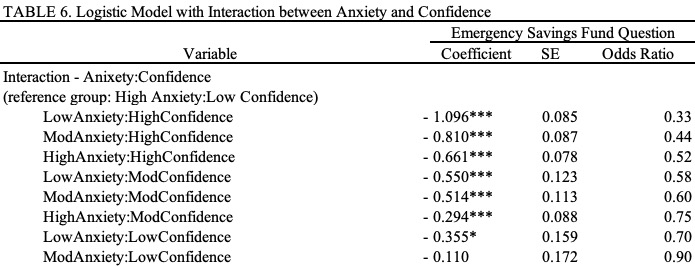 TABLE 6. Logistic Model with Interaction between Anxiety and Confidence
Emergency Savings Fund Question
Variable Coefficient SE Odds Ratio
Interaction - Anixety:Confidence
(reference group: High Anxiety:Low Confidence)
LowAnxiety:HighConfidence - 1.096*** 0.085 0.33
ModAnxiety:HighConfidence - 0.810*** 0.087 0.44
HighAnxiety:HighConfidence - 0.661*** 0.078 0.52
LowAnxiety:ModConfidence - 0.550*** 0.123 0.58
ModAnxiety:ModConfidence - 0.514*** 0.113 0.60
HighAnxiety:ModConfidence - 0.294*** 0.088 0.75
LowAnxiety:LowConfidence - 0.355* 0.159 0.70
ModAnxiety:LowConfidence - 0.110 0.172 0.90